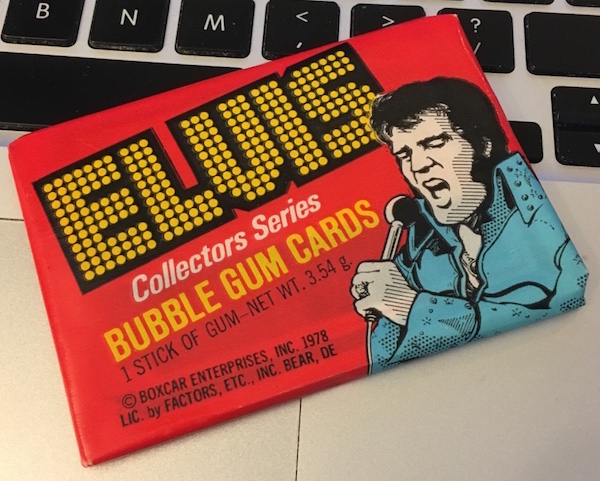 B N M < > ?
ELVIS
Collectors Series
BUBBLE GUM CARDS
1 STICK OF GUM–NET WT. 3.54 g.
© BOXCAR ENTERPRISES, INC. 1978
LIC. by FACTORS, ETC., INC. BEAR, DE